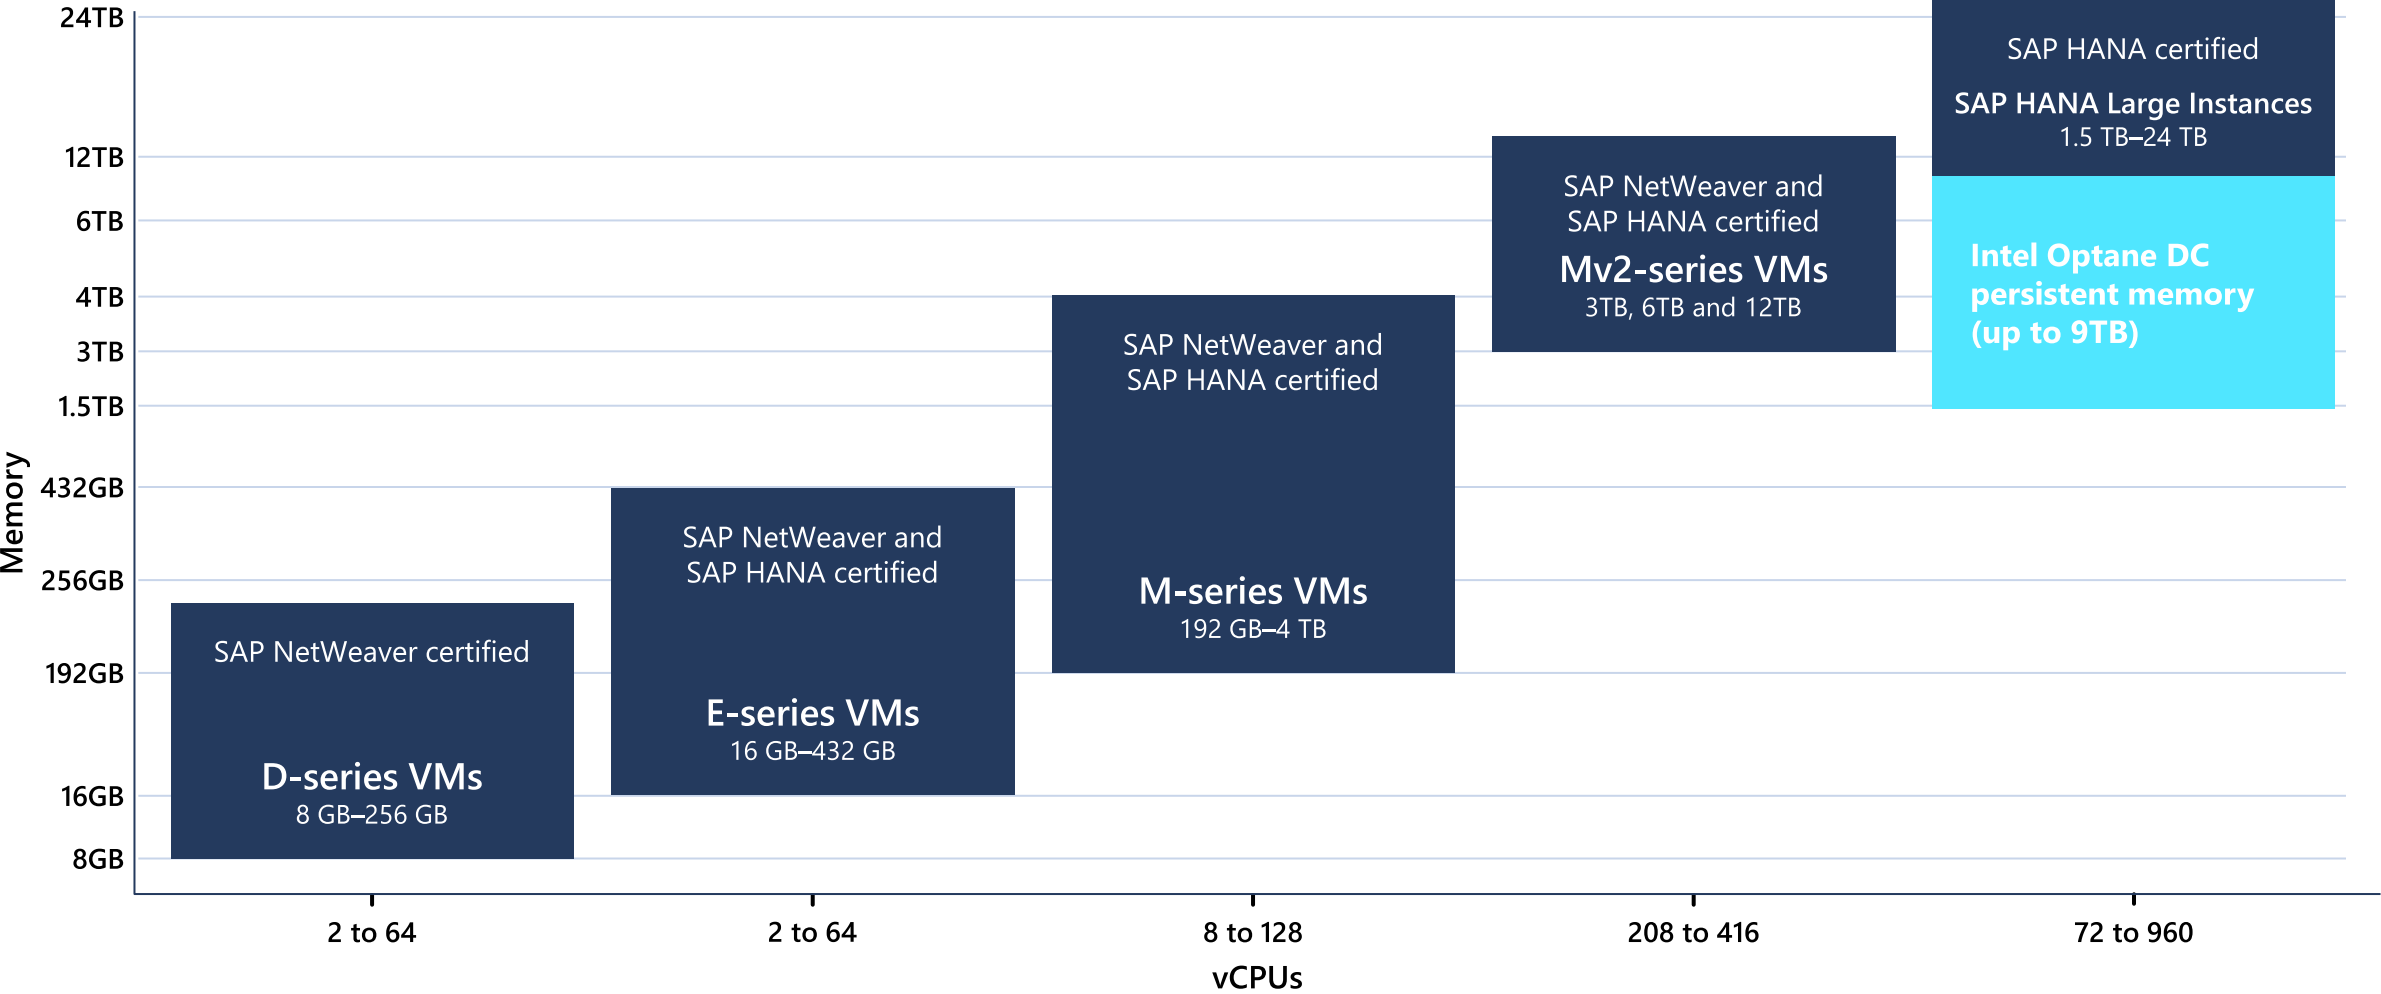 24TB
12TB
6TB
4TB
3TB
1.5TB
432GB
256GB
192GB
16GB
8GB
Memory
SAP NetWeaver certified
D-series VMs
8 GB–256 GB
SAP NetWeaver and
SAP HANA certified
E-series VMs
16 GB–432 GB
SAP NetWeaver and
SAP HANA certified
M-series VMs
192 GB–4 TB
SAP NetWeaver and
SAP HANA certified
Mv2-series VMs
3TB, 6TB and 12TB
SAP HANA certified
SAP HANA Large Instances
1.5 TB–24 TB
Intel Optane DC
persistent memory
(up to 9TB)
2 to 64
2 to 64
8 to 128
208 to 416
72 to 960
vCPUs